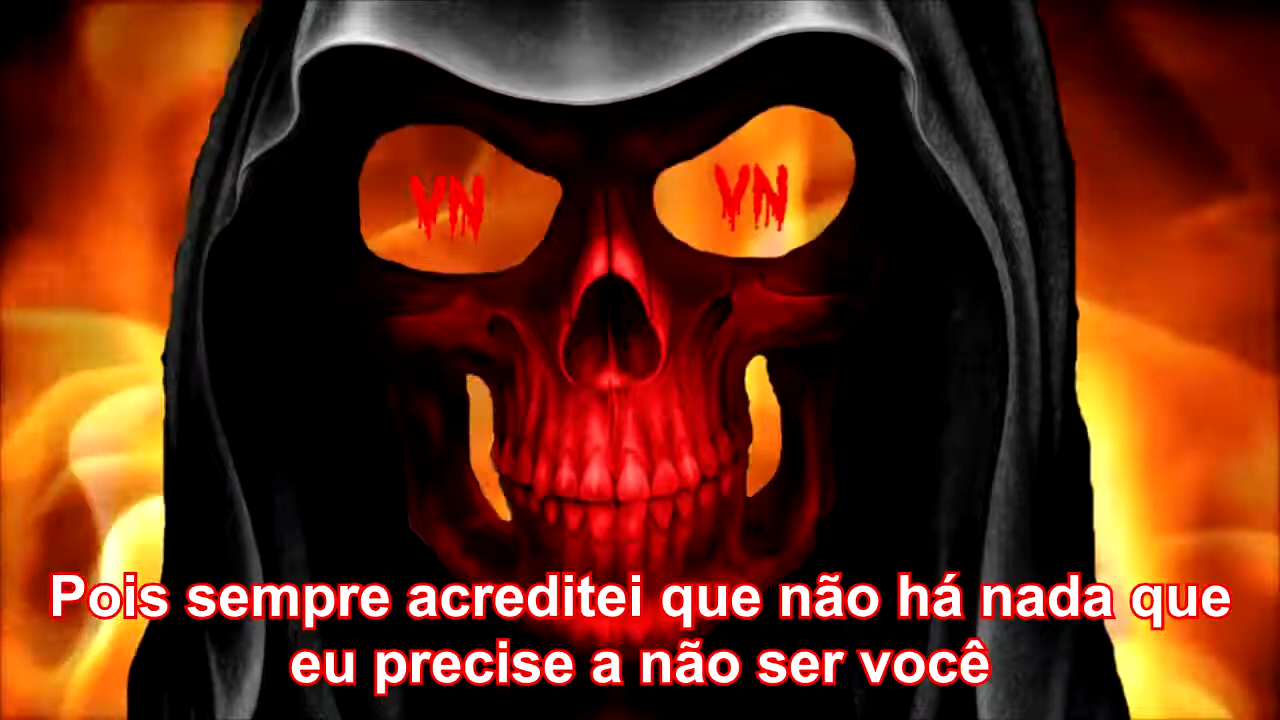 VN VN
Pois sempre acreditei que não há nada que
eu precise a não ser você